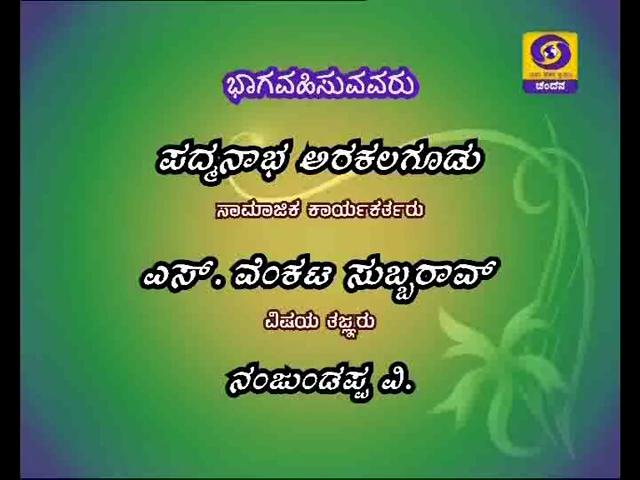 ಭಾಗವಹಿಸುವವರು
ಪದ್ಮನಾಭ ಅರಕಲಗೂಡು
ನಾಮಾಜಿಕ ಕಾರ್ಯಕರ್ತರು
ಎಸ್. ವೆಂಕಟ ಸುಬ್ಬರಾವ್
ವಿಷಯ ತಜ್ಞರು
ನಂಜುಂಡಪ್ಪ ವಿ.
ಚಂದನ